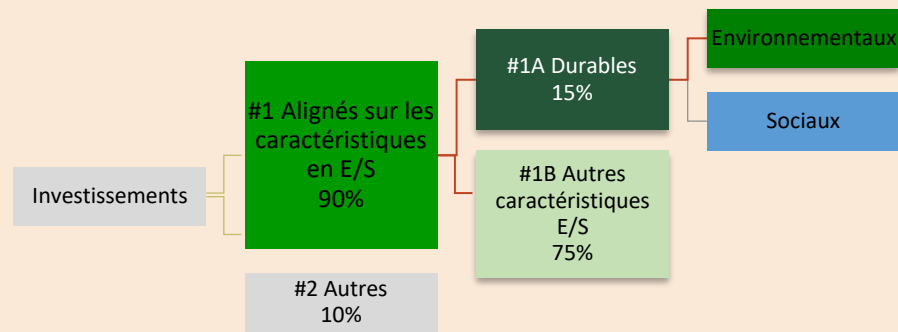 Investissements
#1 Alignés sur les
caractéristiques
en E/S
90%
#2 Autres
10%
#1A Durables
15%
#1B Autres
caractéristiques
E/S
75%
Environnementaux
Sociaux